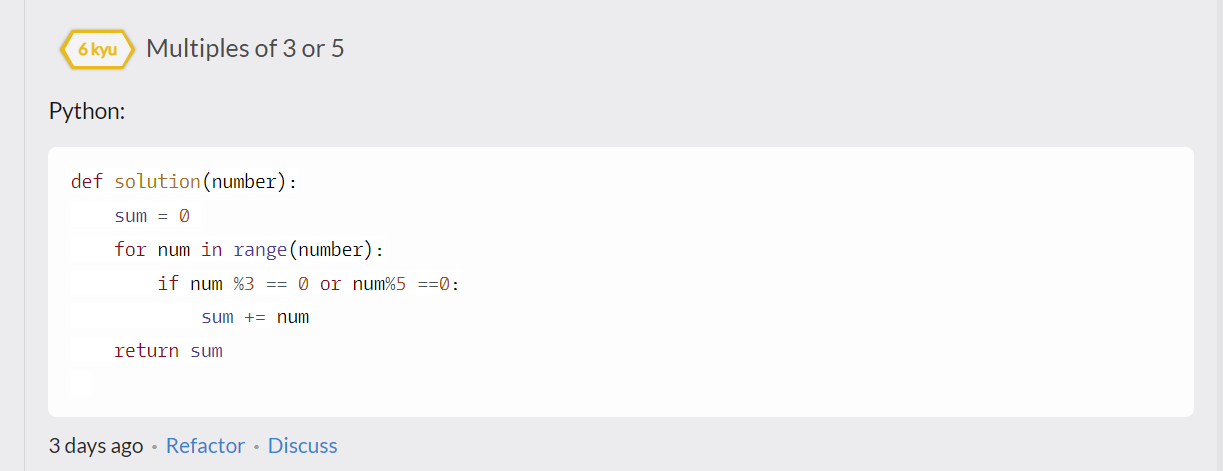 6 kyu Multiples of 3 or 5
Python:
def solution(number):
    sum = 0
    for num in range(number):
        if num %3 == 0 or num%5 ==0:
            sum += num
    return sum
3 days ago • Refactor • Discuss